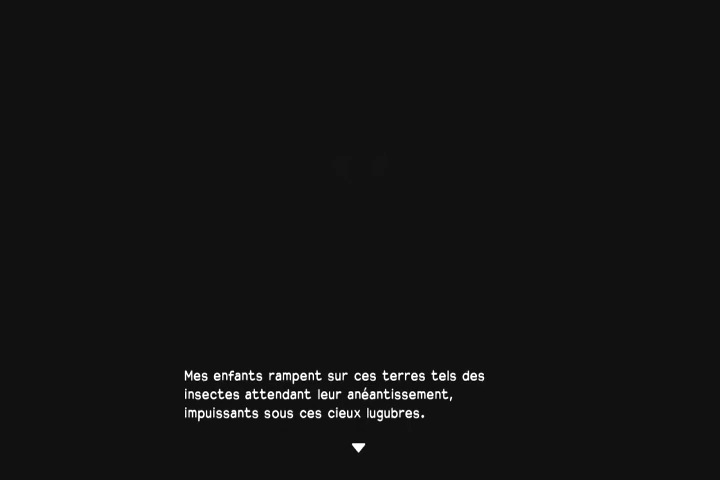 Mes enfants rampent sur ces terres tels des
insectes attendant leur anéantissement,
impuissants sous ces cieux lugubres.